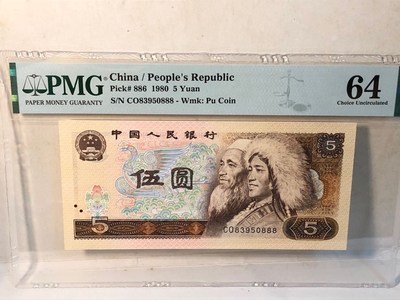 PMG
PAPER MONEY GUARANTY
China / People's Republic
Pick# 886 1980 5 Yuan
S/N CO83950888 - Wmk: Pu Coin
64
Choice Uncirculated
中国人民银行
5
伍圆
5
5
CO83950888